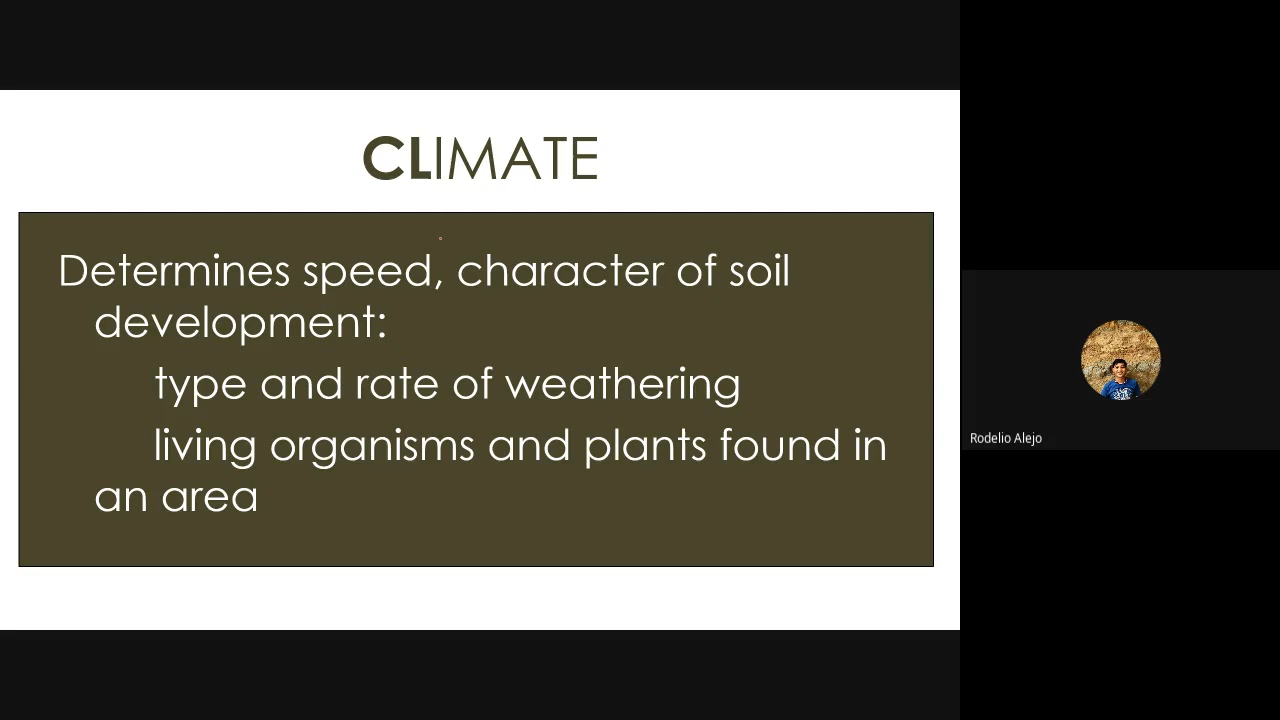 CLIMATE
Determines speed, character of soil
development:
type and rate of weathering
living organisms and plants found in
an area
Rodelio Alejo